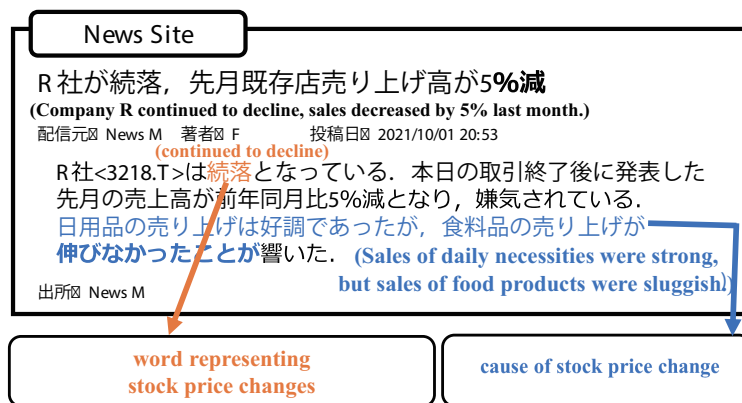 News Site
R社が続落，先月既存店売り上げ高が5%減
(Company R continued to decline, sales decreased by 5% last month.)
配信元☒ News M 著者☒ F 投稿日☒ 2021/10/01 20:53
(continued to decline)
R社<3218.T>は続落となっている．本日の取引終了後に発表した
先月の売上高が前年同月比5%減となり，嫌気されている．
日用品の売り上げは好調であったが，食料品の売り上げが
伸びなかったことが響いた．
(Sales of daily necessities were strong,
but sales of food products were sluggish.)
出所☒ News M
word representing
stock price changes
cause of stock price change